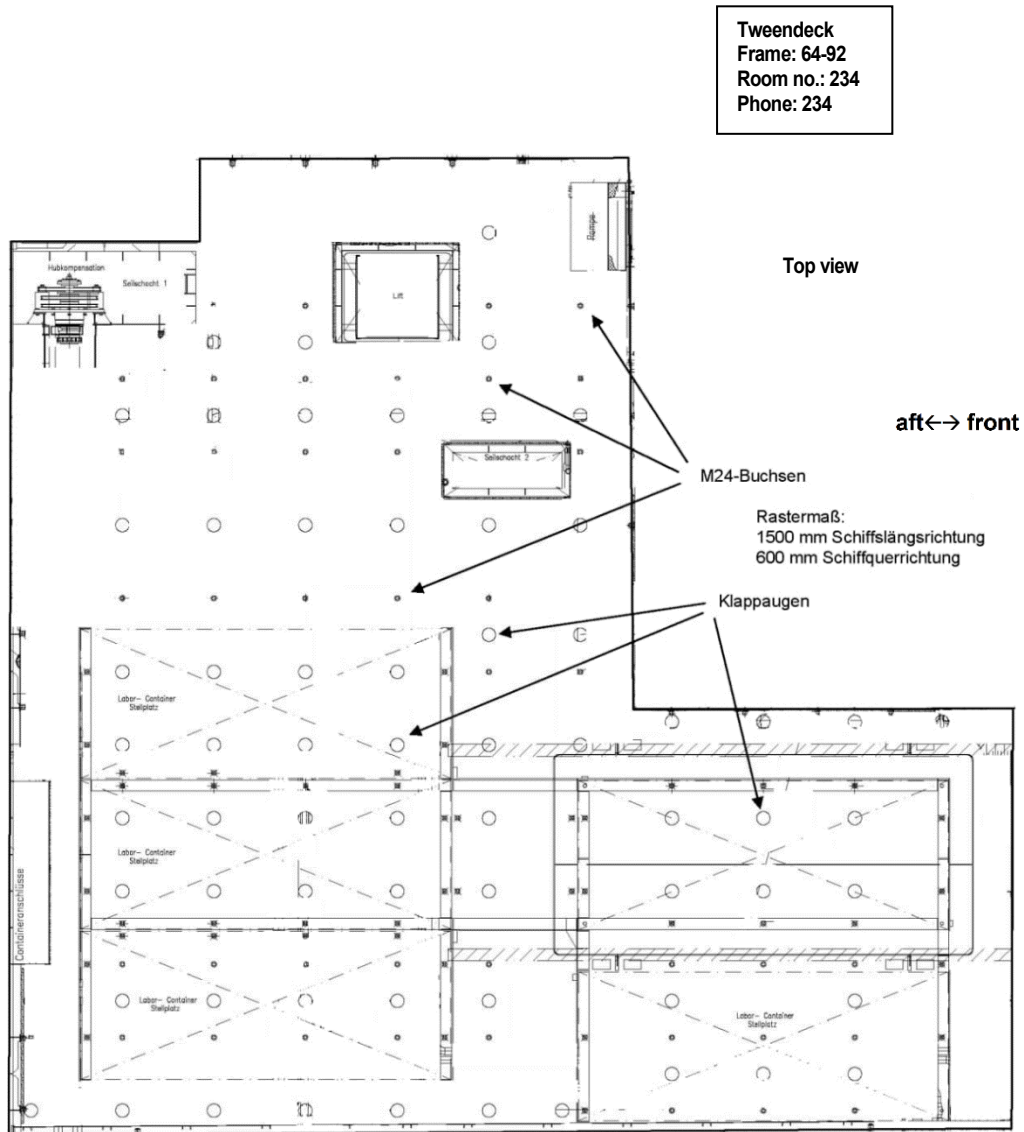 Tweendeck
Frame: 64-92
Room no.: 234
Phone: 234
Rampe
Hubkompensation
Seilschacht 1
Lift
Top view
aft←→ front
Seilschacht 2
M24-Buchsen
Rastermaß:
1500 mm Schiffslängsrichtung
600 mm Schiffquerrichtung
Klappaugen
Labor- Container
Stellplatz
Labor- Container
Stellplatz
Containeranschlüsse
Labor- Container
Stellplatz
Labor- Container
Stellplatz